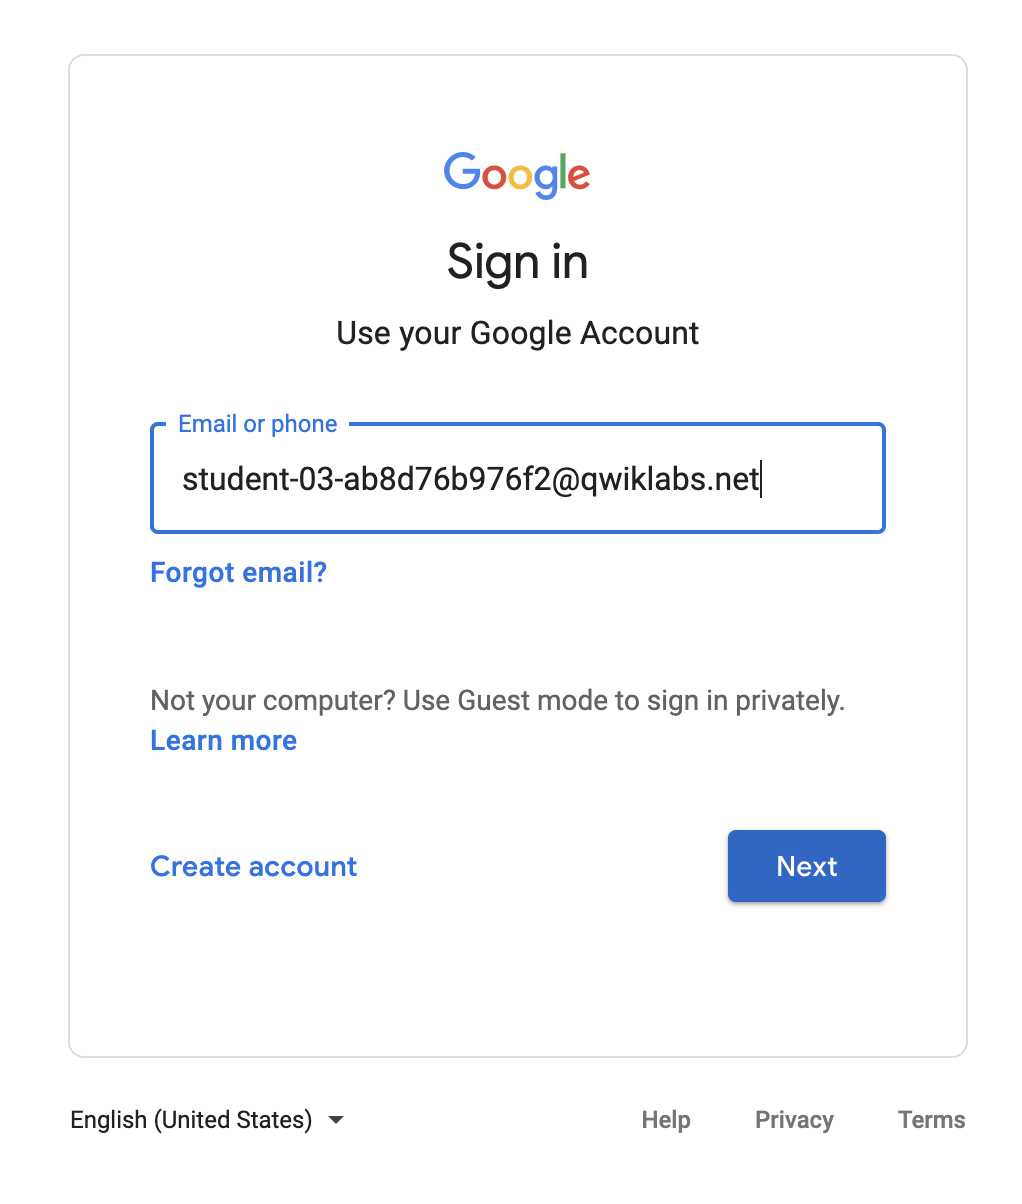 Google
Sign in
Use your Google Account
Email or phone
student-03-ab8d76b976f2@qwiklabs.net
Forgot email?
Not your computer? Use Guest mode to sign in privately.
Learn more
Create account
Next
English (United States)
Help
Privacy
Terms